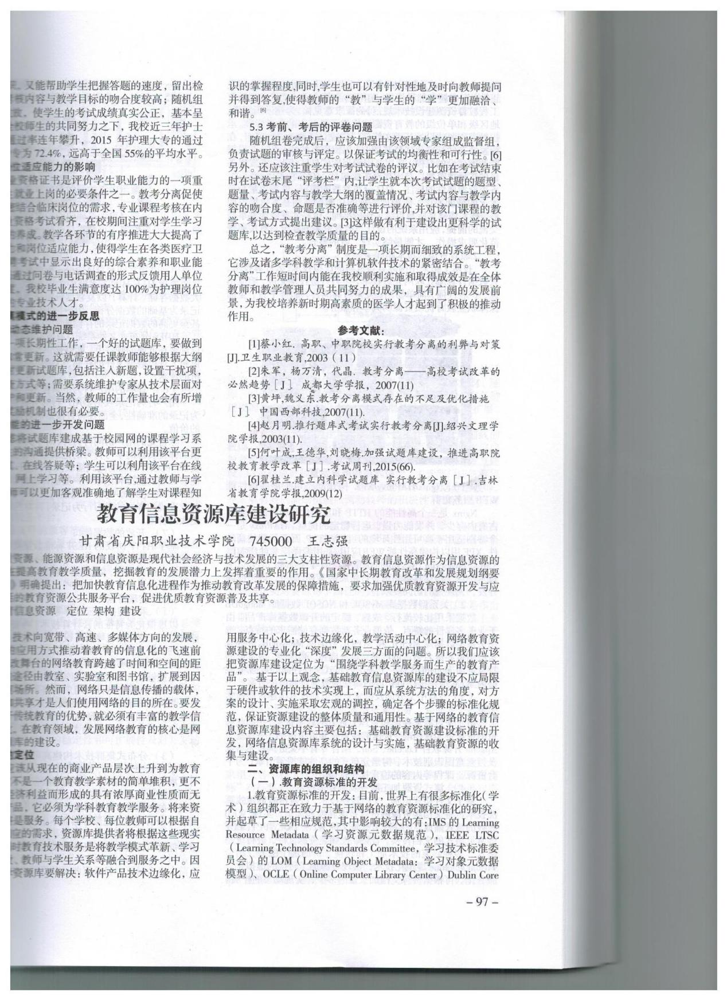 又能帮助学生把握答题的速度，留出检
核内容与教学目标的吻合度较高；随机组
使学生的考试成绩真实公正，基本呈
校师生的共同努力之下，我校近三年护士
过率连年攀升，2015 年护理大专的通过
专为 72.4%，远高于全国 55%的平均水平。
位适应能力的影响
资格证书是评价学生职业能力的一项重
就业上岗的必要条件之一。教考分离促使
结合临床岗位的需求，专业课程考核在内
资格考试看齐，在校期间注重对学生学习
养成。教学各环节的有序推进大大提高了
和岗位适应能力，使得学生在各类医疗卫
考试中显示出良好的综合素养和职业能
通过问卷与电话调查的形式反馈用人单位
我校毕业生满意度达 100%为护理岗位
专业技术人才。
模式的进一步反思
动态维护问题
项长期性工作，一个好的试题库，要做到
常更新。这就需要任课教师能够根据大纲
更新试题库，包括注入新题，设置干扰项，
方式等；需要系统维护专家从技术层面对
和更新。当然，教师的工作量也会有所增
励机制也很有必要。
能的进一步开发问题
将试题库建成基于校园网的课程学习系
的沟通提供桥梁。教师可以利用该平台更
在线答疑等；学生可以利用该平台在线
网上学习等。利用该平台，通过教师与学
师可以更加客观准确地了解学生对课程知
识的掌握程度,同时,学生也可以有针对性地及时向教师提问
并得到答复,使得教师的“教”与学生的“学”更加融洽、
和谐。[6]
5.3 考前、考后的评卷问题
随机组卷完成后，应该加强由该领域专家组成监督组，
负责试题的审核与评定。以保证考试的均衡性和可行性。[6]
另外。还应该注重学生对考试试卷的评议。比如在考试结束
时在试卷末尾“评考栏”内,让学生就本次考试试题的题型、
题量、考试内容与教学大纲的覆盖情况、考试内容与教学内
容的吻合度、命题是否准确等进行评价,并对该门课程的教
学、考试方式提出建议。[3]这样做有利于建设出更科学的试
题库,以达到检查教学质量的目的。
总之，“教考分离”制度是一项长期而细致的系统工程，
它涉及诸多学科教学和计算机软件技术的紧密结合。“教考
分离”工作短时间内能在我校顺利实施和取得成效是在全体
教师和教学管理人员共同努力的成果，具有广阔的发展前
景，为我校培养新时期高素质的医学人才起到了积极的推动
作用。
参考文献：
[1]蔡小红. 高职、中职院校实行教考分离的利弊与对策
[J].卫生职业教育,2003（11）
[2]朱军，杨万清，代晶. 教考分离——高校考试改革的
必然趋势［J］. 成都大学学报，2007(11)
[3]黄坪,魏义东.教考分离模式存在的不足及优化措施
［J］ 中国西部科技,2007(11).
[4]赵月明.推行题库式考试实行教考分离[J].绍兴文理学
院学报,2003(11).
[5]何叶成,王德华,刘晓梅.加强试题库建设，推进高职院
校教育教学改革［J］.考试周刊,2015(66).
[6]翟桂兰.建立内科学试题库 实行教考分离［J］.吉林
省教育学院学报,2009(12)
教育信息资源库建设研究
甘肃省庆阳职业技术学院 745000 王志强
资源、能源资源和信息资源是现代社会经济与技术发展的三大支柱性资源。教育信息资源作为信息资源的
提高教育教学质量，挖掘教育的发展潜力上发挥着重要的作用。《国家中长期教育改革和发展规划纲要
》明确提出：把加快教育信息化进程作为推动教育改革发展的保障措施，要求加强优质教育资源开发与应
的教育资源公共服务平台，促进优质教育资源普及共享。
信息资源 定位 架构 建设
技术向宽带、高速、多媒体方向的发展，
应用方式推动着教育的信息化的飞速前
改舞台的网络教育跨越了时间和空间的距
途径由教室、实验室和图书馆，扩展到因
场所。然而，网络只是信息传播的载体，
共享才是人们使用网络的目的所在。要发
传统教育的优势，就必须有丰富的教学信
在教育领域，发展网络教育的核心是网
库的建设。
定位
该从现在的商业产品层次上升到为教育
不是一个教育教学素材的简单堆积，更不
济利益而形成的具有浓厚商业性质而无
品，它必须为学科教育教学服务。将来资
是服务。每个学校、每位教师可以根据自
应的需求，资源库提供者将根据这些现实
时教育技术服务是将教学模式革新、学习
、教师与学生关系等融合到服务之中。因
资源库要解决：软件产品技术边缘化，应
用服务中心化；技术边缘化，教学活动中心化；网络教育资
源建设的专业化“深度”发展三方面的问题。所以我们应该
把资源库建设定位为“围绕学科教学服务而生产的教育产
品”。基于以上观念，基础教育信息资源库的建设不应局限
于硬件或软件的技术实现上，而应从系统方法的角度，对方
案的设计、实施采取宏观的调控，确定各个步骤的标准化规
范，保证资源建设的整体质量和通用性。基于网络的教育信
息资源库建设内容主要包括：基础教育资源建设标准的开
发，网络信息资源库系统的设计与实施，基础教育资源的收
集与建设。
二、资源库的组织和结构
（一）.教育资源标准的开发
1.教育资源标准的开发：目前，世界上有很多标准化（学
术）组织都正在致力于基于网络的教育资源标准化的研究，
并起草了一些相应规范，其中影响较大的有：IMS 的 Learning
Resource Metadata（学习资源元数据规范），IEEE LTSC
（Learning Technology Standards Committee，学习技术标准委
员会）的 LOM（Learning Object Metadata：学习对象元数据
模型）、OCLE（Online Computer Library Center）Dublin Core
－97－